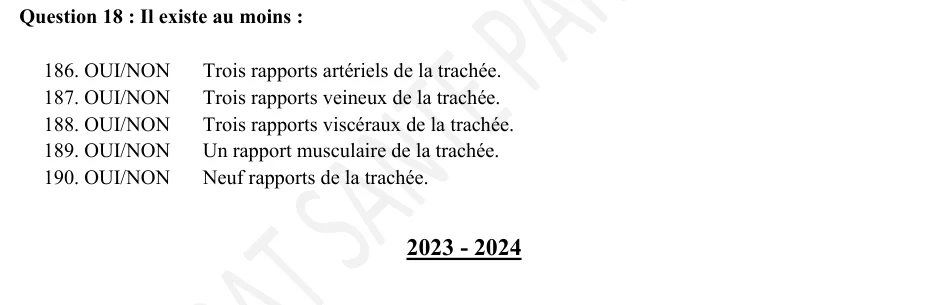 Question 18 : Il existe au moins :
186. OUI/NON Trois rapports artériels de la trachée.
187. OUI/NON Trois rapports veineux de la trachée.
188. OUI/NON Trois rapports viscéraux de la trachée.
189. OUI/NON Un rapport musculaire de la trachée.
190. OUI/NON Neuf rapports de la trachée.
2023 - 2024